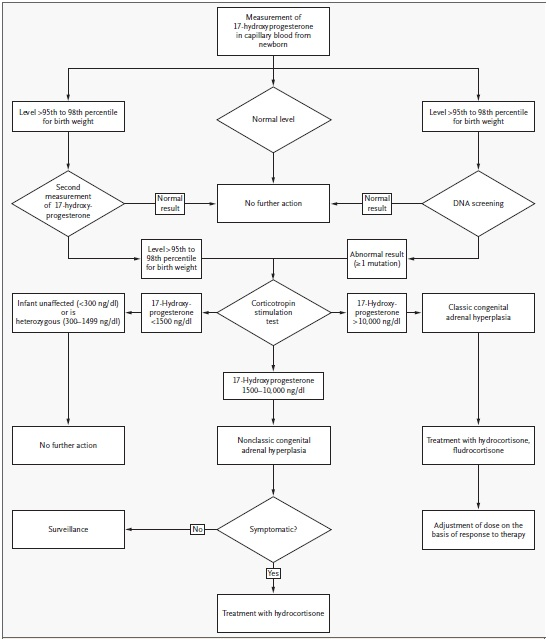 Measurement of
17-hydroxyprogesterone
in capillary blood from
newborn
Level >95th to 98th percentile
for birth weight
Normal level
Level >95th to 98th percentile
for birth weight
Second
measurement
of 17-hydroxy-
progesterone
Normal
result
No further action
Normal
result
DNA screening
Level >95th to
98th percentile
for birth weight
Abnormal result
(≥1 mutation)
Infant unaffected (<300 ng/dl)
or is
heterozygous (300–1499 ng/dl)
17-Hydroxy-
progesterone
<1500 ng/dl
Corticotropin
stimulation
test
17-Hydroxy-
progesterone
>10,000 ng/dl
Classic congenital
adrenal hyperplasia
17-Hydroxyprogesterone
1500–10,000 ng/dl
No further action
Nonclassic congenital
adrenal hyperplasia
Treatment with hydrocortisone,
fludrocortisone
Surveillance
No
Symptomatic?
Adjustment of dose on the
basis of response to therapy
Yes
Treatment with hydrocortisone